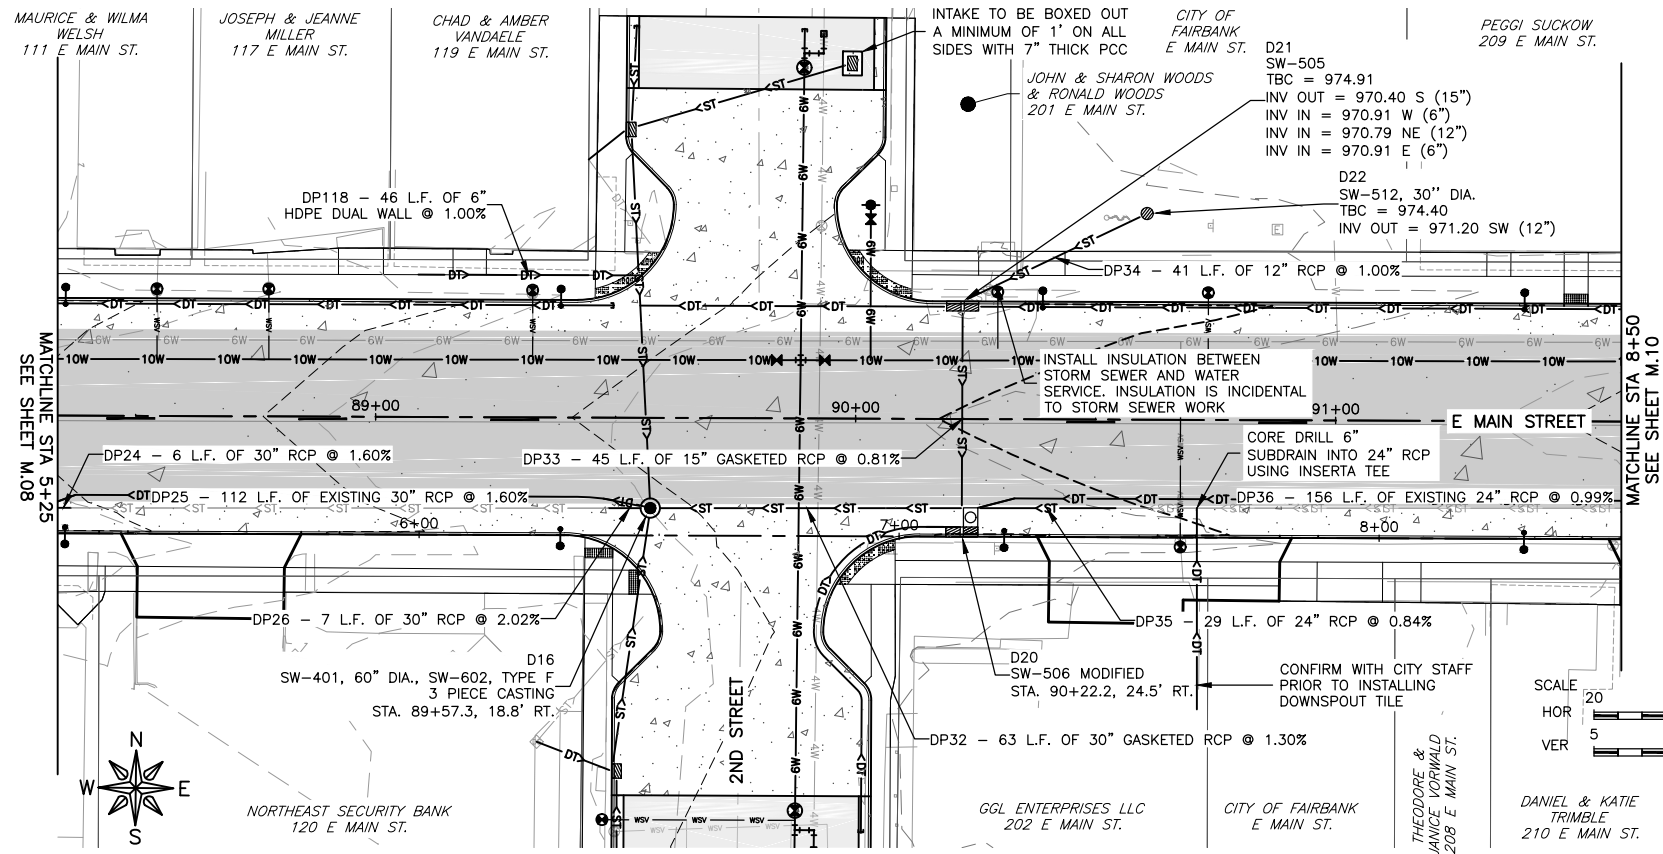 MAURICE & WILMA
WELSH
111 E MAIN ST.
JOSEPH & JEANNE
MILLER
117 E MAIN ST.
CHAD & AMBER
VANDAELE
119 E MAIN ST.
INTAKE TO BE BOXED OUT
A MINIMUM OF 1' ON ALL
SIDES WITH 7" THICK PCC
CITY OF
FAIRBANK
E MAIN ST.
PEGGI SUCKOW
209 E MAIN ST.
JOHN & SHARON WOODS
& RONALD WOODS
201 E MAIN ST.
D21
SW-505
TBC = 974.91
INV OUT = 970.40 S (15")
INV IN = 970.91 W (6")
INV IN = 970.79 NE (12")
INV IN = 970.91 E (6")
D22
SW-512, 30'' DIA.
TBC = 974.40
INV OUT = 971.20 SW (12")
DP118 - 46 L.F. OF 6"
HDPE DUAL WALL @ 1.00%
DP34 - 41 L.F. OF 12" RCP @ 1.00%
MATCHLINE STA 5+25
SEE SHEET M.08
MATCHLINE STA 8+50
SEE SHEET M.10
INSTALL INSULATION BETWEEN
STORM SEWER AND WATER
SERVICE. INSULATION IS INCIDENTAL
TO STORM SEWER WORK
89+00
90+00
91+00
E MAIN STREET
DP24 - 6 L.F. OF 30" RCP @ 1.60%
DP33 - 45 L.F. OF 15" GASKETED RCP @ 0.81%
CORE DRILL 6"
SUBDRAIN INTO 24" RCP
USING INSERTA TEE
DP25 - 112 L.F. OF EXISTING 30" RCP @ 1.60%
DP36 - 156 L.F. OF EXISTING 24" RCP @ 0.99%
6+00
7+00
8+00
DP26 - 7 L.F. OF 30" RCP @ 2.02%
DP35 - 29 L.F. OF 24" RCP @ 0.84%
D16
SW-401, 60" DIA., SW-602, TYPE F
3 PIECE CASTING
STA. 89+57.3, 18.8' RT.
D20
SW-506 MODIFIED
STA. 90+22.2, 24.5' RT.
CONFIRM WITH CITY STAFF
PRIOR TO INSTALLING
DOWNSPOUT TILE
SCALE
HOR
20
VER
5
2ND STREET
DP32 - 63 L.F. OF 30" GASKETED RCP @ 1.30%
N
W
E
S
NORTHEAST SECURITY BANK
120 E MAIN ST.
GGL ENTERPRISES LLC
202 E MAIN ST.
CITY OF FAIRBANK
E MAIN ST.
THEODORE &
JANICE VORWALD
208 E MAIN ST.
DANIEL & KATIE
TRIMBLE
210 E MAIN ST.